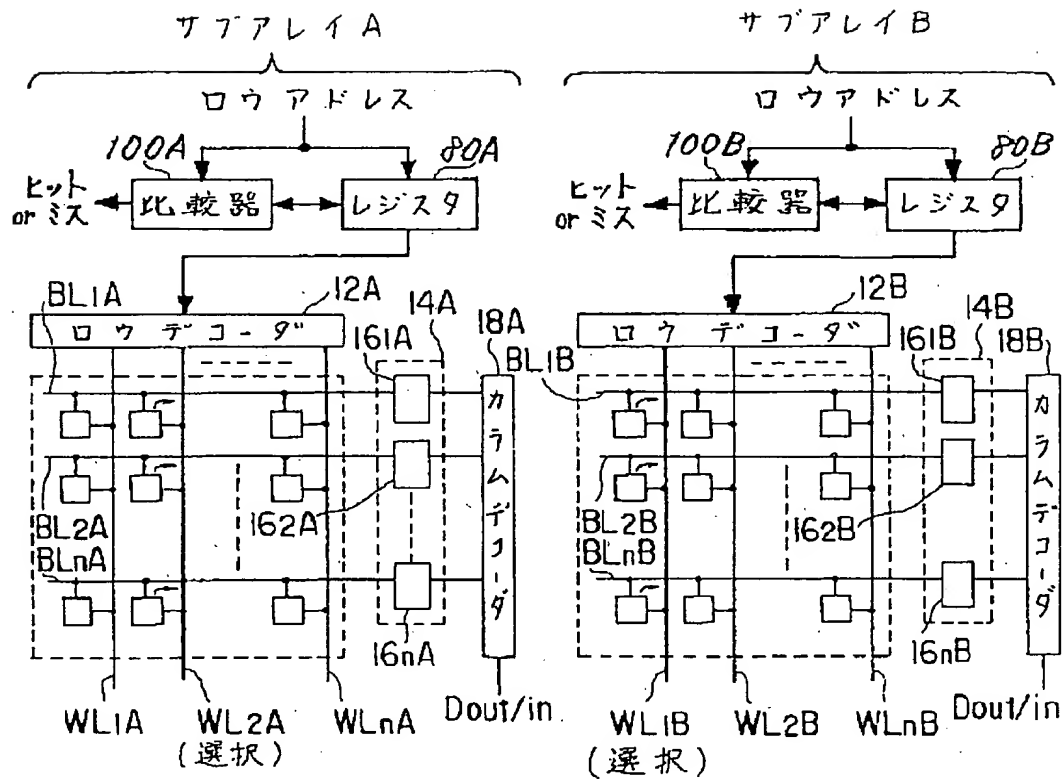 サブアレイA
ロウアドレス
100A
80A
ヒット
or ミス
比較器
レジスタ
BL1A
12A
14A
ロウデコーダ
161A
18A
カラムデコーダ
BL2A
BLnA
162A
16nA
WL1A
WL2A
WLnA
Dout/in
(選択)
サブアレイB
ロウアドレス
100B
80B
ヒット
or ミス
比較器
レジスタ
12B
14B
ロウデコーダ
161B
18B
BL1B
カラムデコーダ
BL2B
BLnB
162B
16nB
WL1B
WL2B
WLnB
Dout/in
(選択)